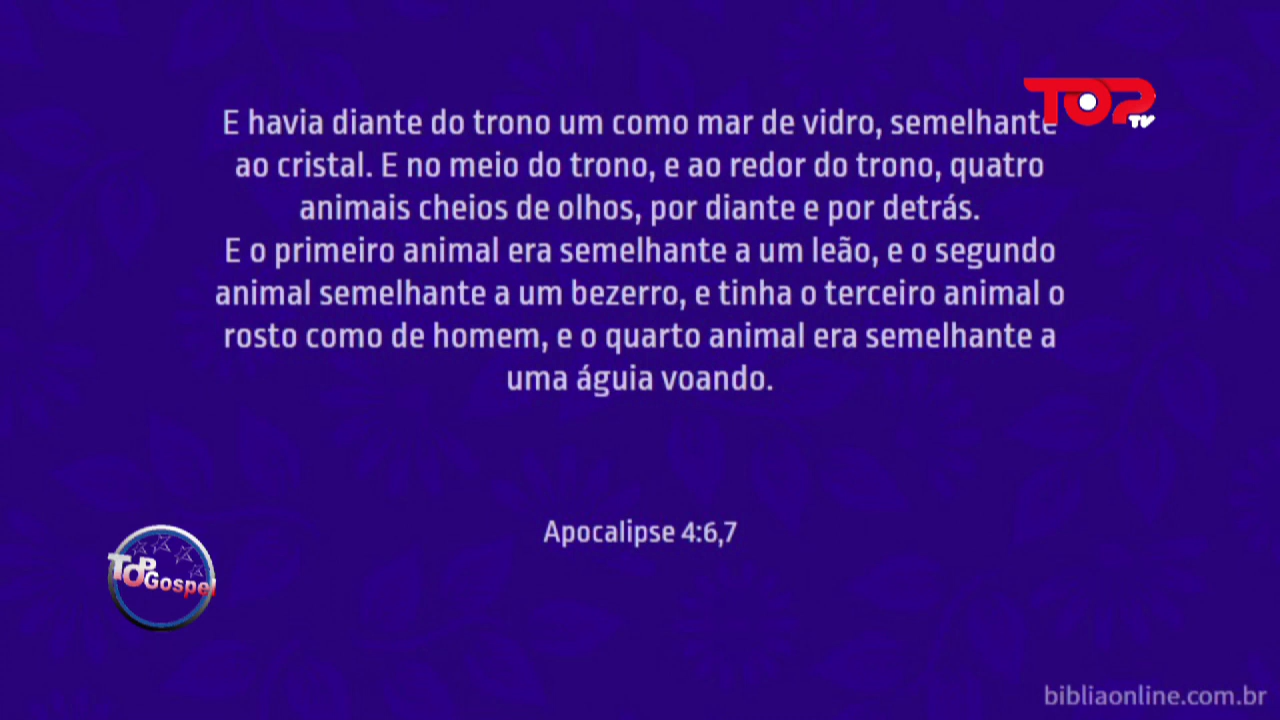 TOP TV
E havia diante do trono um como mar de vidro, semelhante
ao cristal. E no meio do trono, e ao redor do trono, quatro
animais cheios de olhos, por diante e por detrás.
E o primeiro animal era semelhante a um leão, e o segundo
animal semelhante a um bezerro, e tinha o terceiro animal o
rosto como de homem, e o quarto animal era semelhante a
uma águia voando.
Apocalipse 4:6,7
TOP Gospel
bibliaonline.com.br